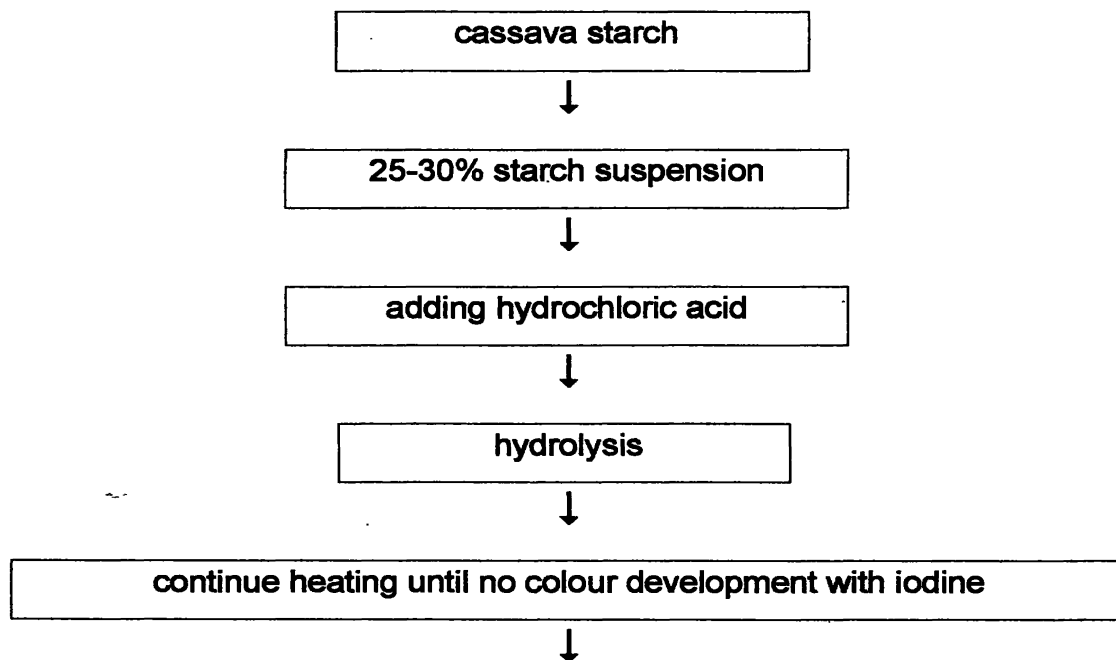 cassava starch
25-30% starch suspension
adding hydrochloric acid
hydrolysis
continue heating until no colour development with iodine